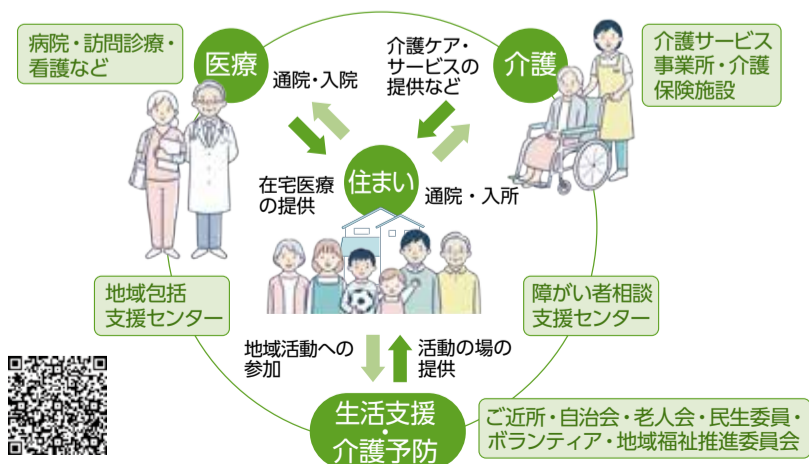 病院・訪問診療・
看護など
医療
通院・入院
介護ケア・
サービスの
提供など
介護
介護サービス
事業所・介護
保険施設
在宅医療
の提供
住まい
通院・入所
地域包括
支援センター
障がい者相談
支援センター
地域活動への
参加
活動の場の
提供
生活支援
・
介護予防
ご近所・自治会・老人会・民生委員・
ボランティア・地域福祉推進委員会